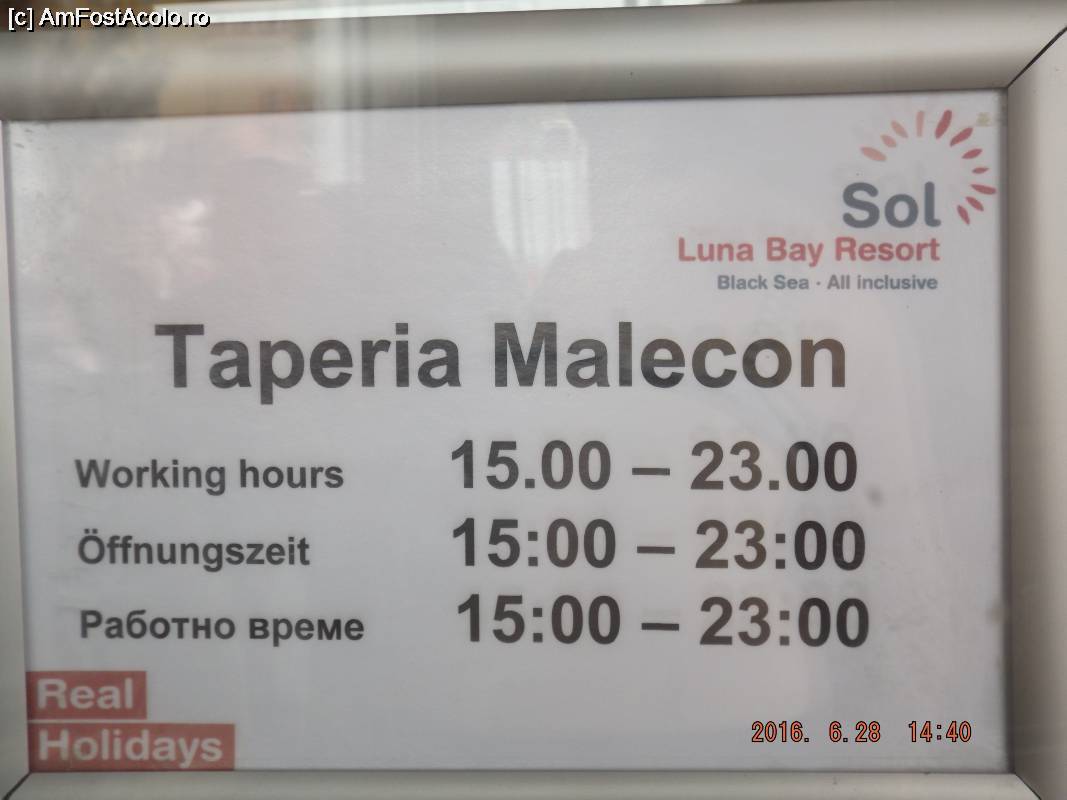 [c] AmFostAcolo.ro
Sol
Luna Bay Resort
Black Sea · All inclusive
Taperia Malecon
Working hours 15.00 – 23.00
Öffnungszeit 15:00 – 23:00
Работно време 15:00 – 23:00
Real
Holidays
2016. 6.28 14:40